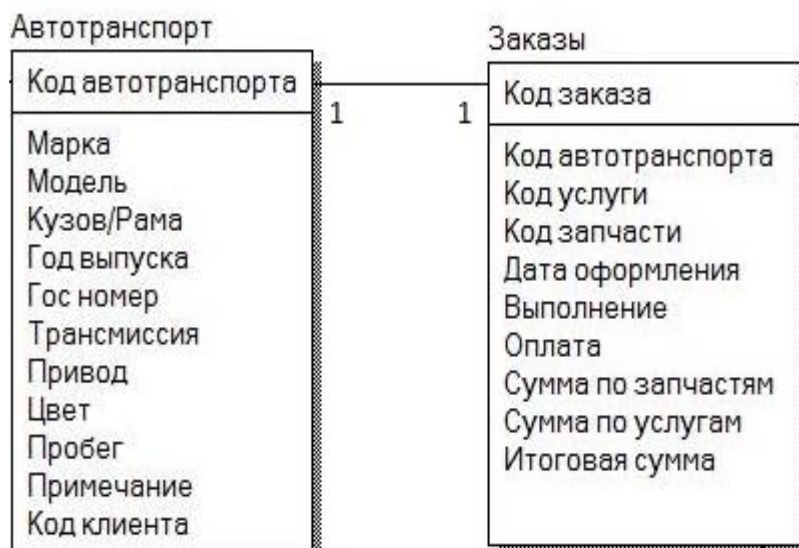 Автотранспорт
Код автотранспорта
Марка
Модель
Кузов/Рама
Год выпуска
Гос номер
Трансмиссия
Привод
Цвет
Пробег
Примечание
Код клиента
1
1
Заказы
Код заказа
Код автотранспорта
Код услуги
Код запчасти
Дата оформления
Выполнение
Оплата
Сумма по запчастям
Сумма по услугам
Итоговая сумма